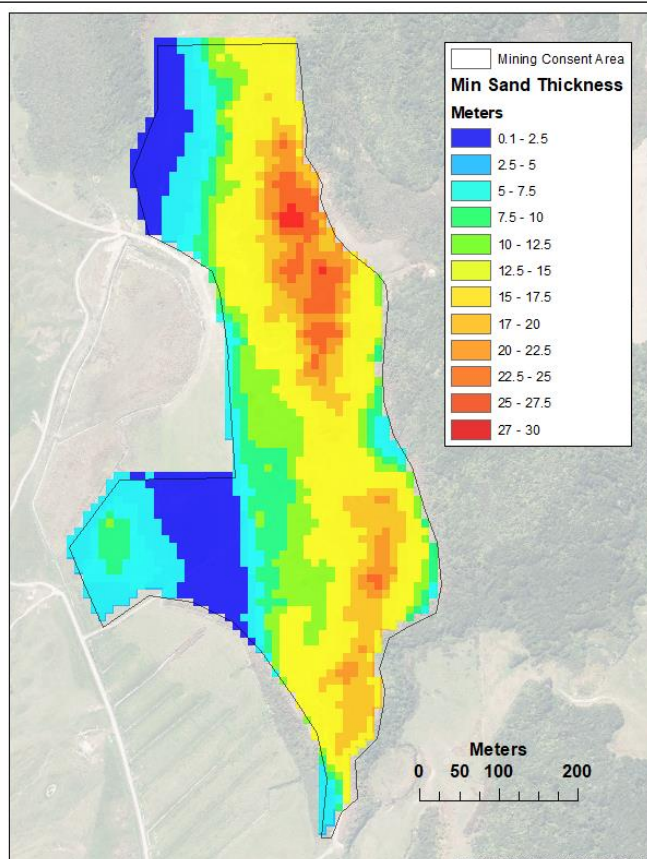 Mining Consent Area
Min Sand Thickness
Meters
0.1 - 2.5
2.5 - 5
5 - 7.5
7.5 - 10
10 - 12.5
12.5 - 15
15 - 17.5
17 - 20
20 - 22.5
22.5 - 25
25 - 27.5
27 - 30
Meters
0 50 100 200